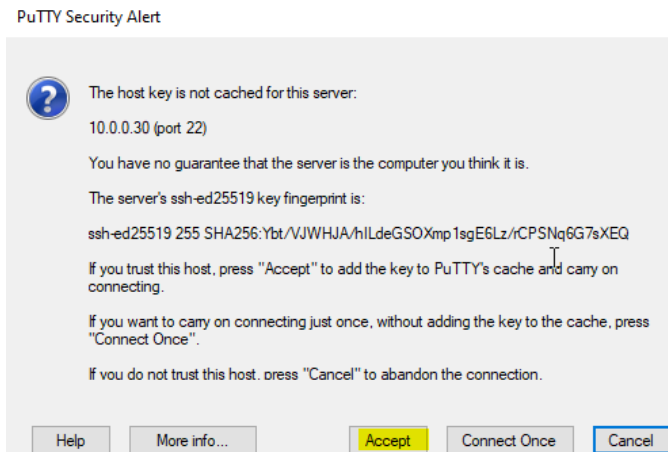 PuTTY Security Alert
The host key is not cached for this server:
10.0.0.30 (port 22)
You have no guarantee that the server is the computer you think it is.
The server's ssh-ed25519 key fingerprint is:
ssh-ed25519 255 SHA256:Ybt/VJWHJA/hILdeGSOXmp1sgE6Lz/rCPSNq6G7sXEQ
If you trust this host, press "Accept" to add the key to PuTTY's cache and carry on
connecting.
If you want to carry on connecting just once, without adding the key to the cache, press
"Connect Once".
If you do not trust this host, press "Cancel" to abandon the connection.
Help More info... Accept Connect Once Cancel